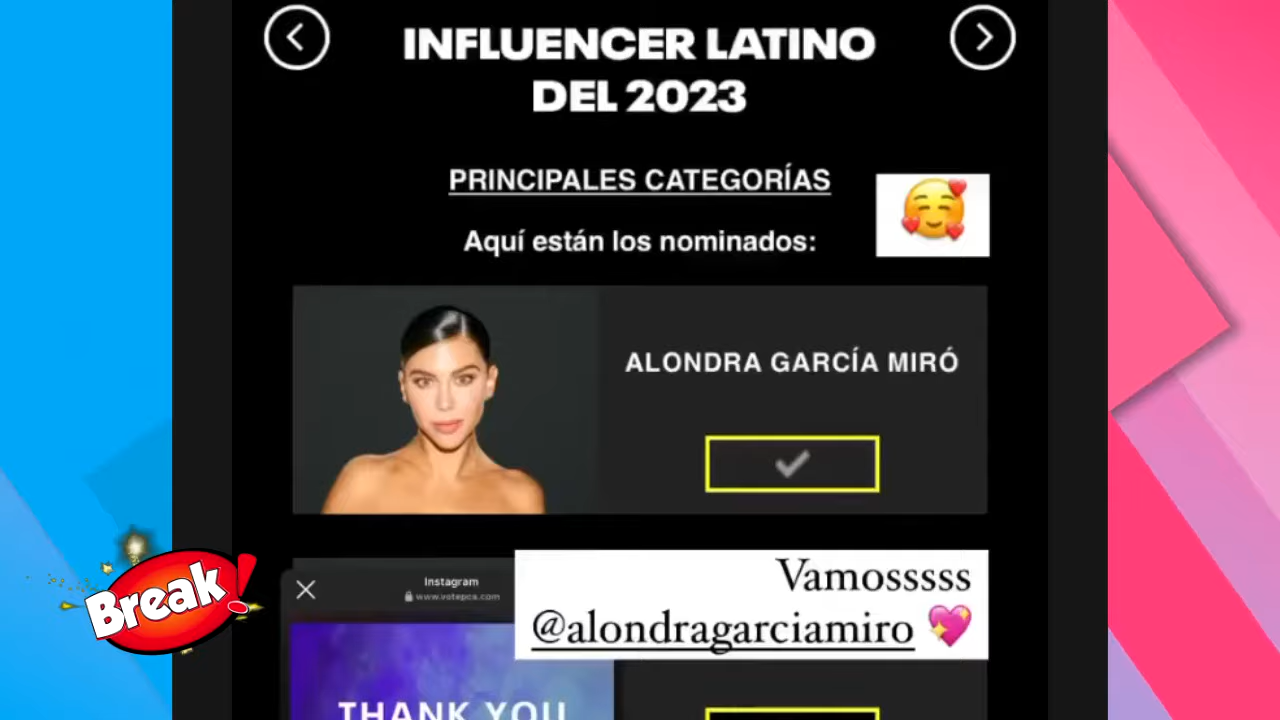 INFLUENCER LATINO
DEL 2023
PRINCIPALES CATEGORÍAS
Aquí están los nominados:
ALONDRA GARCÍA MIRÓ
Break!
Instagram
www.votepca.com
Vamosssss
@alondragarciamiro
THANK YOU